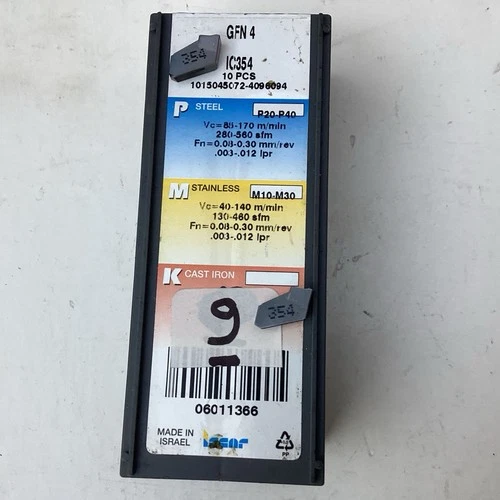 GFN 4
354
IC354
10 PCS
1015045072-4096094
P STEEL P20-P40
Vc=80-170 m/min
280-560 sfm
Fn=0.08-0.30 mm/rev
.003-.012 ipr
M STAINLESS M10-M30
Vc=40-140 m/min
130-460 sfm
Fn=0.08-0.30 mm/rev
.003-.012 ipr
K CAST IRON
354
9
06011366
MADE IN
ISRAEL
iscar
PP